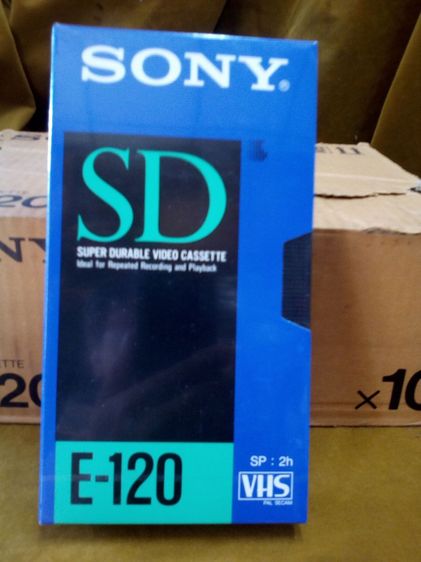 SONY®
SD
SUPER DURABLE VIDEO CASSETTE
Ideal for Repeated Recording and Playback
E-120
SP : 2h
VHS
PAL SECAM
×10